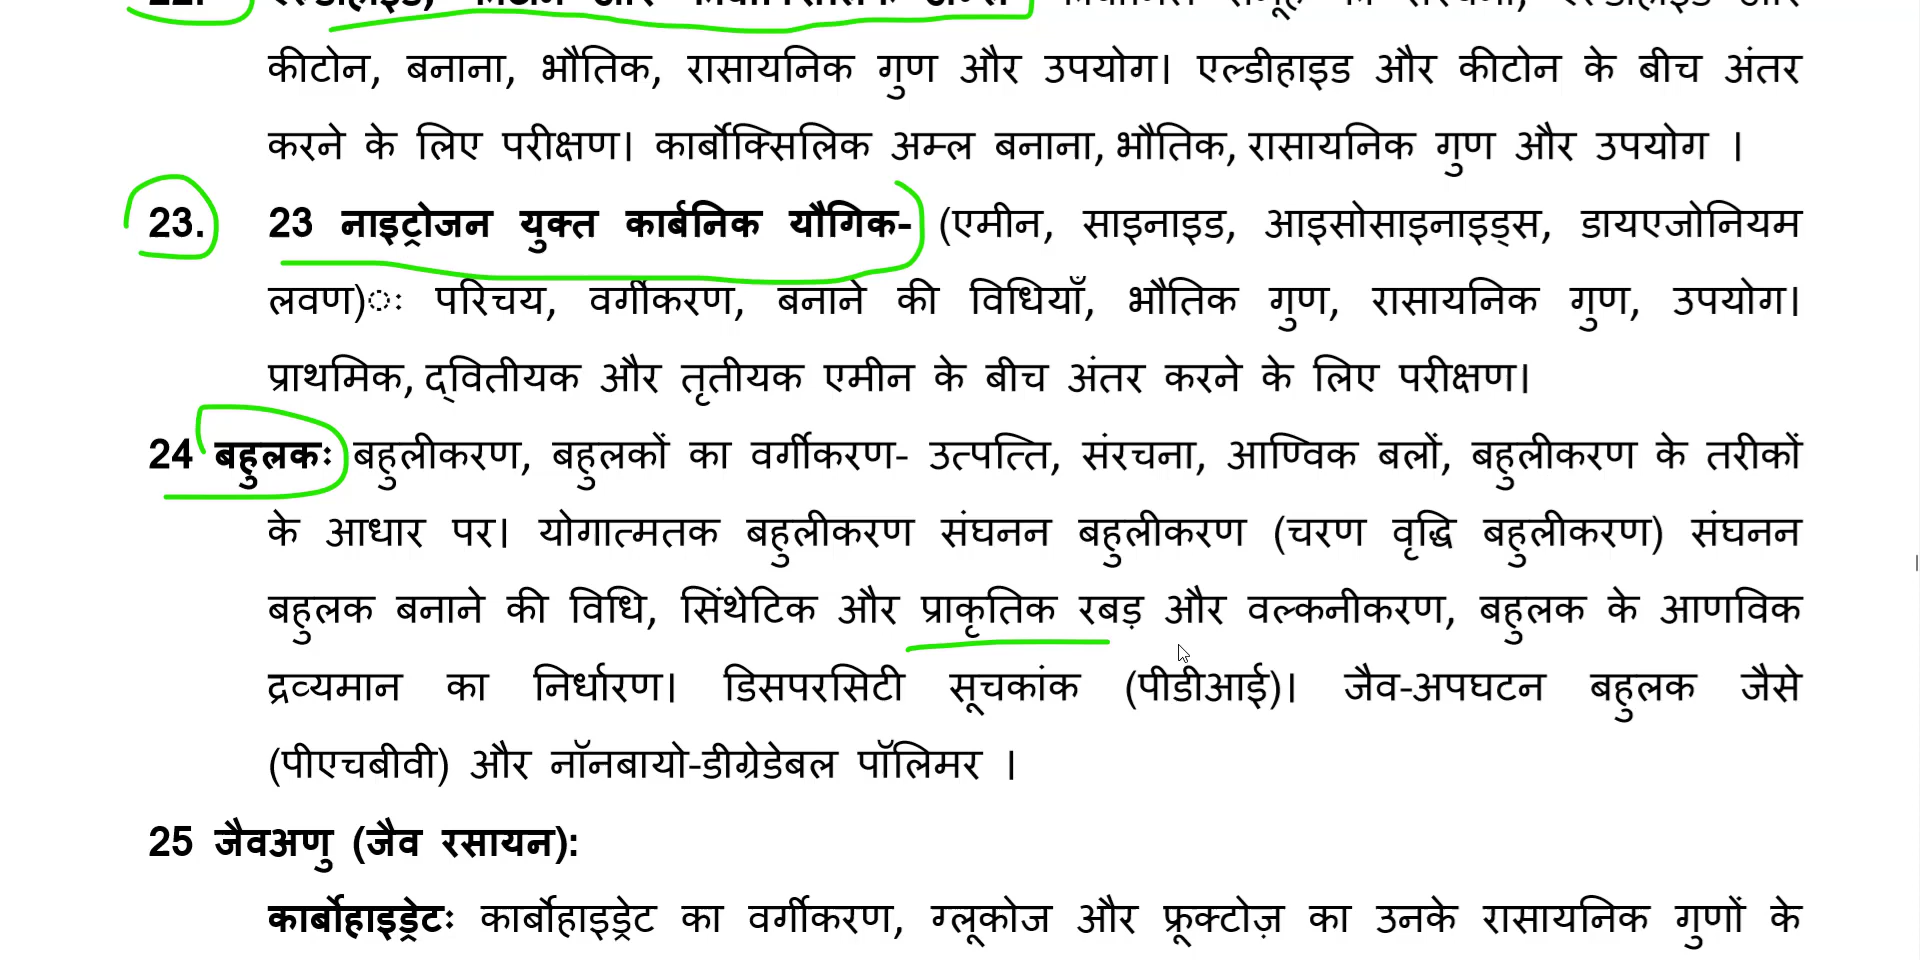 कीटोन, बनाना, भौतिक, रासायनिक गुण और उपयोग। एल्डीहाइड और कीटोन के बीच अंतर
करने के लिए परीक्षण। कार्बोक्सिलिक अम्ल बनाना, भौतिक, रासायनिक गुण और उपयोग ।
23. 23 नाइट्रोजन युक्त कार्बनिक यौगिक- (एमीन, साइनाइड, आइसोसाइनाइड्स, डायएजोनियम
लवण)ः परिचय, वर्गीकरण, बनाने की विधियाँ, भौतिक गुण, रासायनिक गुण, उपयोग।
प्राथमिक, द्वितीयक और तृतीयक एमीन के बीच अंतर करने के लिए परीक्षण।
24 बहुलकः बहुलीकरण, बहुलकों का वर्गीकरण- उत्पत्ति, संरचना, आण्विक बलों, बहुलीकरण के तरीकों
के आधार पर। योगात्मतक बहुलीकरण संघनन बहुलीकरण (चरण वृद्धि बहुलीकरण) संघनन
बहुलक बनाने की विधि, सिंथेटिक और प्राकृतिक रबड़ और वल्कनीकरण, बहुलक के आणविक
द्रव्यमान का निर्धारण। डिसपरसिटी सूचकांक (पीडीआई)। जैव-अपघटन बहुलक जैसे
(पीएचबीवी) और नॉनबायो-डीग्रेडेबल पॉलिमर ।
25 जैवअणु (जैव रसायन):
कार्बोहाइड्रेटः कार्बोहाइड्रेट का वर्गीकरण, ग्लूकोज और फ्रूक्टोज़ का उनके रासायनिक गुणों के